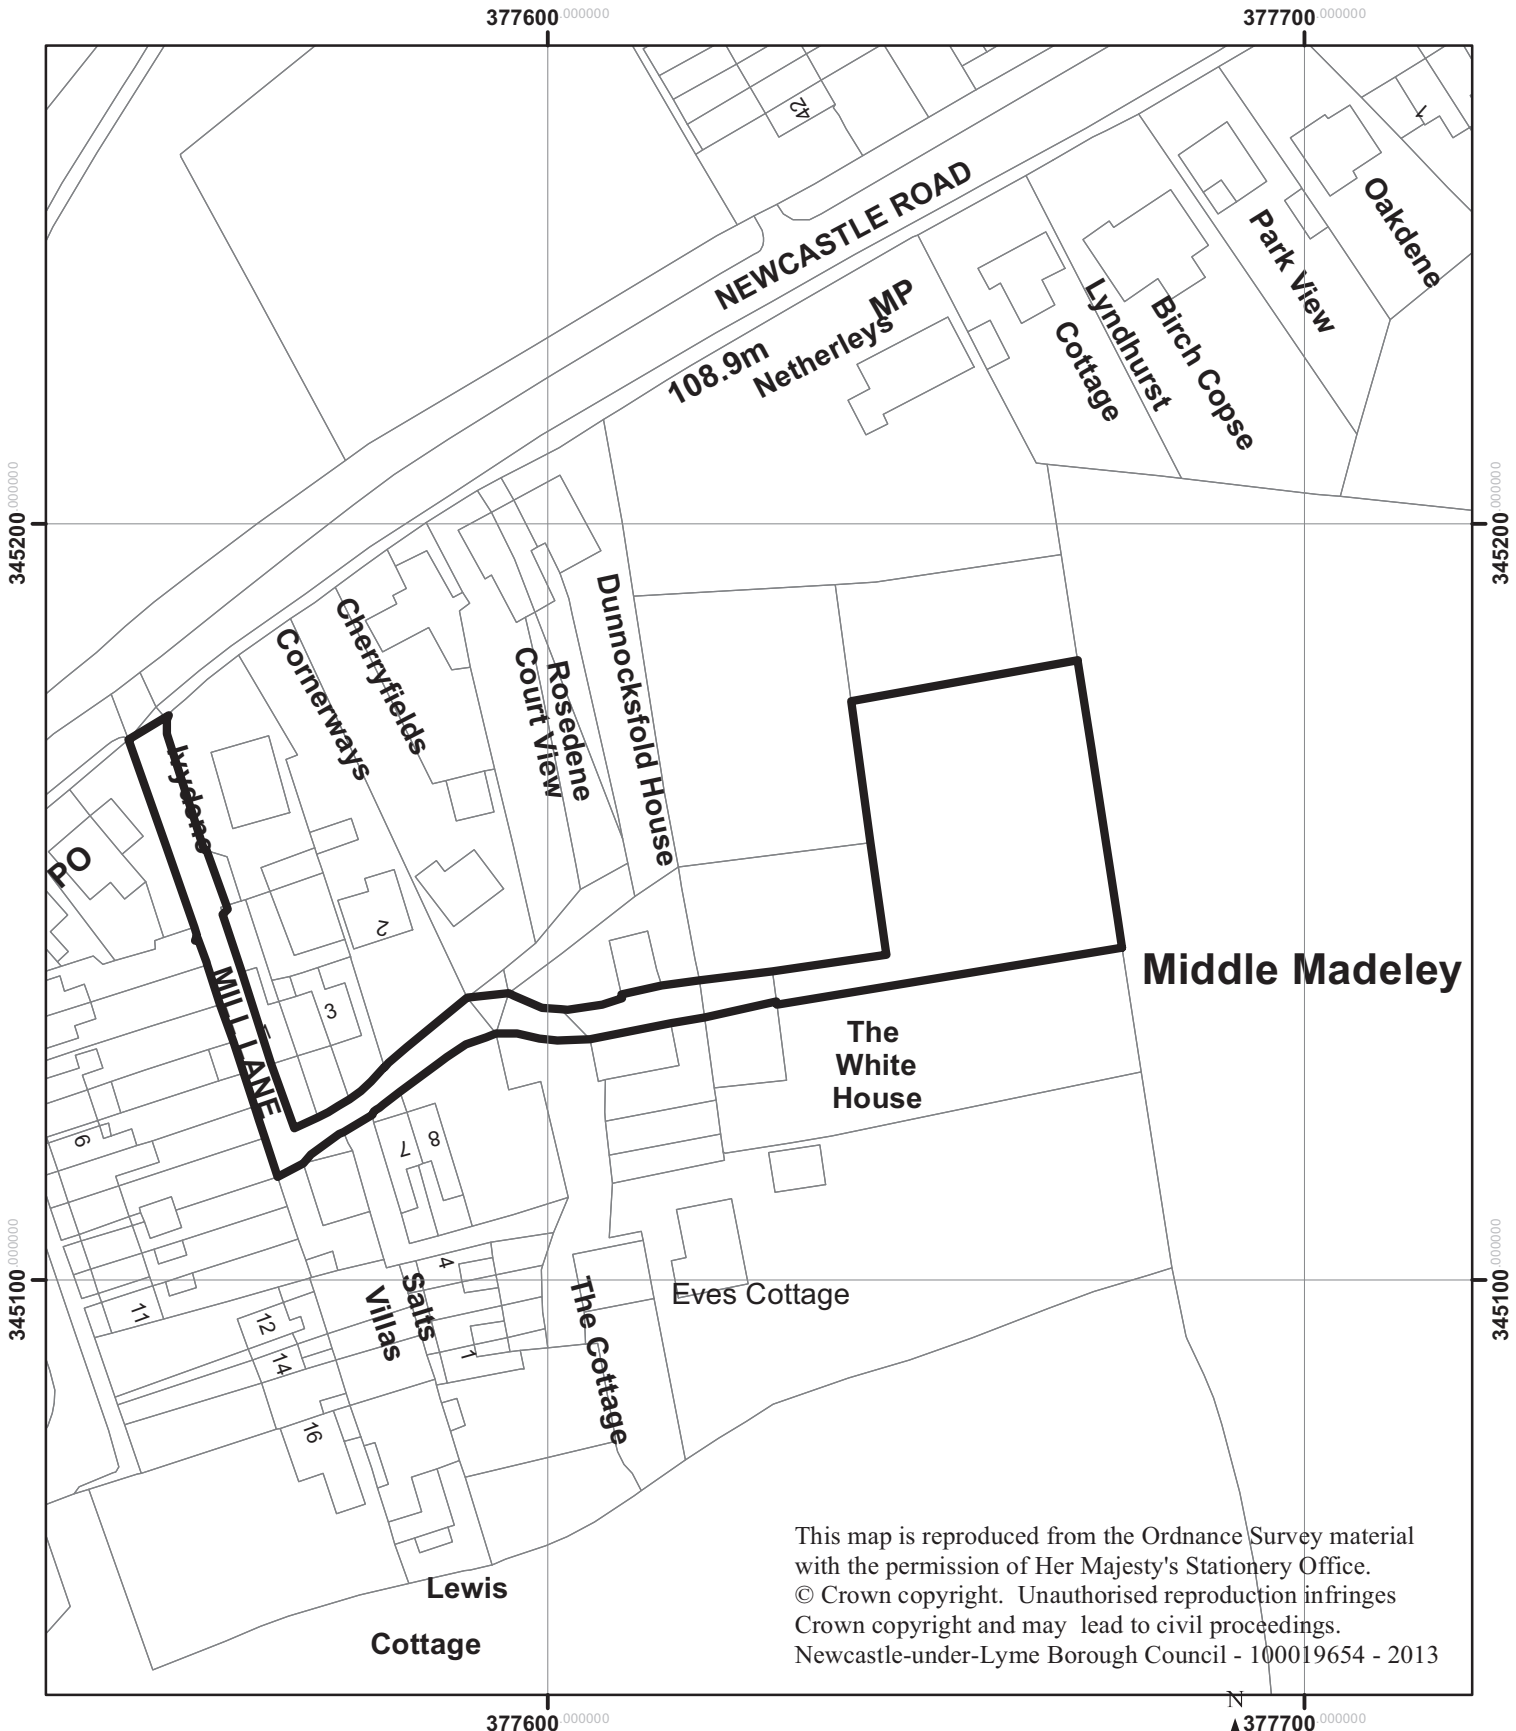 377600.000000
377700.000000
42
1
NEWCASTLE ROAD
MP
108.9m
Netherleys
Lyndhurst
Cottage
Birch Copse
Park View
Oakdene
345200.000000
345200.000000
Cherryfields
Cornerways
Court View
Rosedene
Dunnocksfold House
Ivydene
PO
2
3
MILL LANE
Middle Madeley
The
White
House
6
7
8
4
1
11
12
14
16
Salts
Villas
The Cottage
Eves Cottage
345100.000000
345100.000000
Lewis
Cottage
This map is reproduced from the Ordnance Survey material
with the permission of Her Majesty's Stationery Office.
© Crown copyright. Unauthorised reproduction infringes
Crown copyright and may lead to civil proceedings.
Newcastle-under-Lyme Borough Council - 100019654 - 2013
N
377600.000000
377700.000000